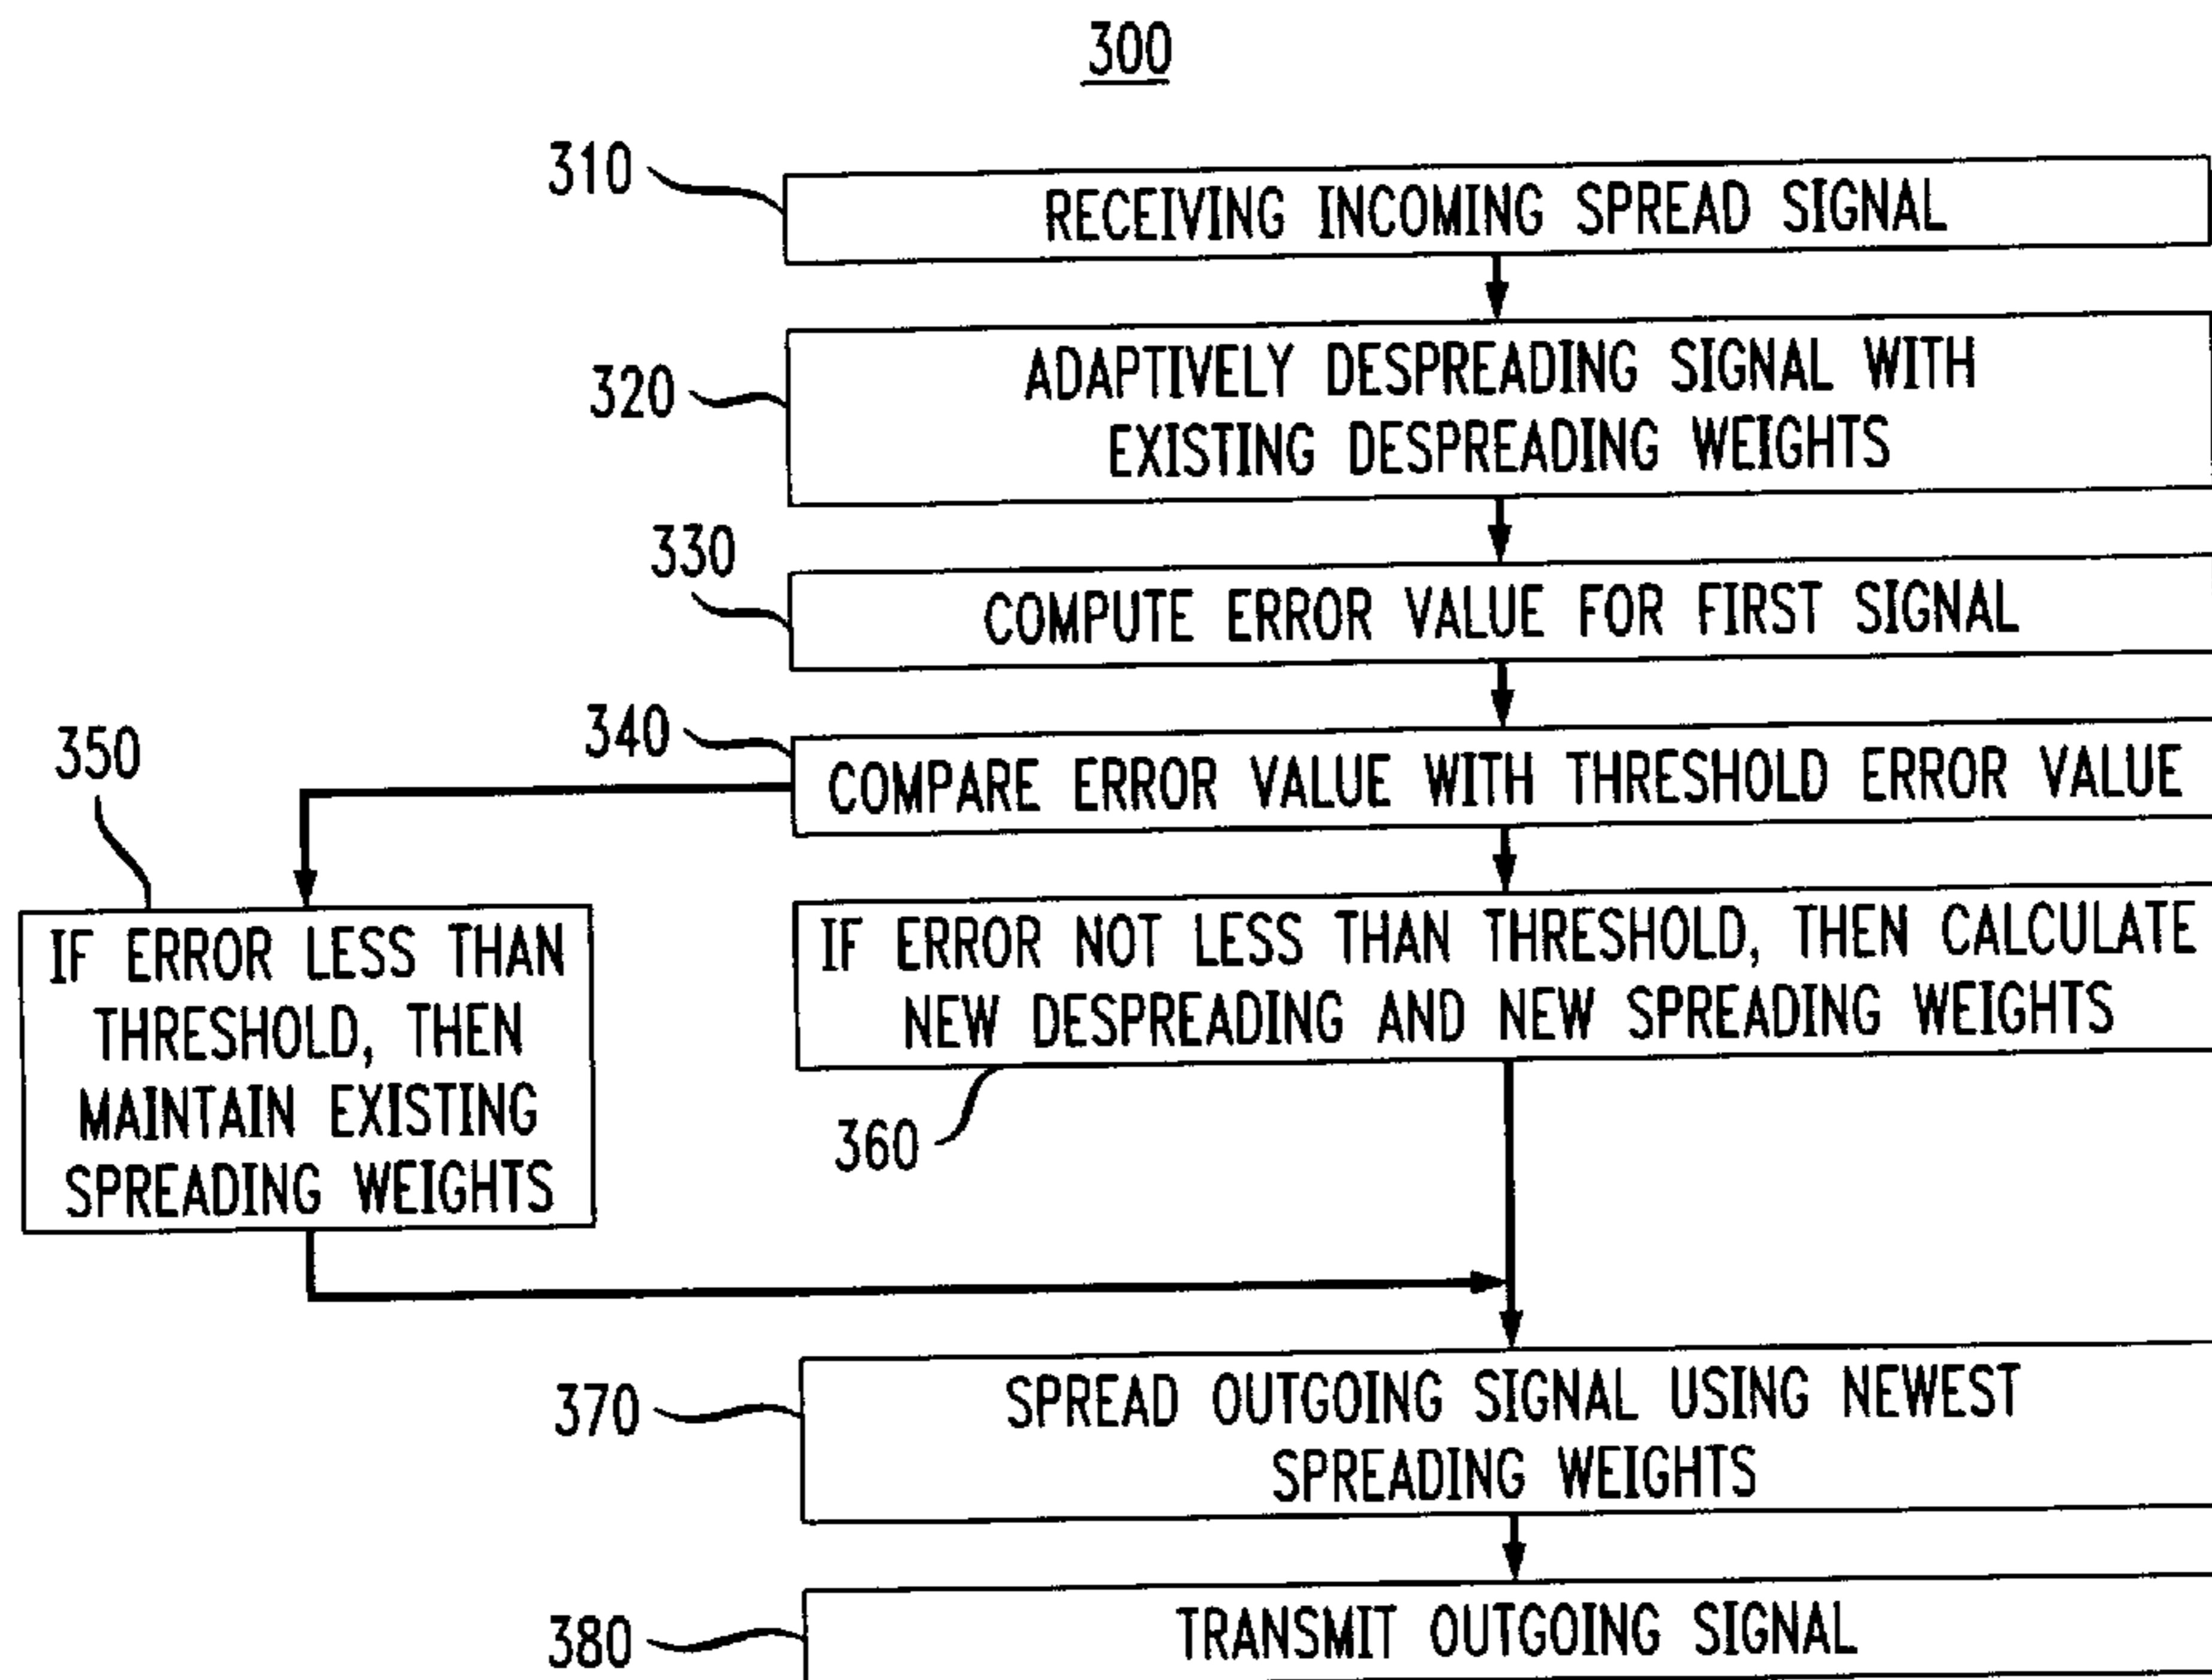 300
310
RECEIVING INCOMING SPREAD SIGNAL
320
ADAPTIVELY DESPREADING SIGNAL WITH
EXISTING DESPREADING WEIGHTS
330
COMPUTE ERROR VALUE FOR FIRST SIGNAL
340
COMPARE ERROR VALUE WITH THRESHOLD ERROR VALUE
350
IF ERROR LESS THAN
THRESHOLD, THEN
MAINTAIN EXISTING
SPREADING WEIGHTS
IF ERROR NOT LESS THAN THRESHOLD, THEN CALCULATE
NEW DESPREADING AND NEW SPREADING WEIGHTS
360
370
SPREAD OUTGOING SIGNAL USING NEWEST
SPREADING WEIGHTS
380
TRANSMIT OUTGOING SIGNAL